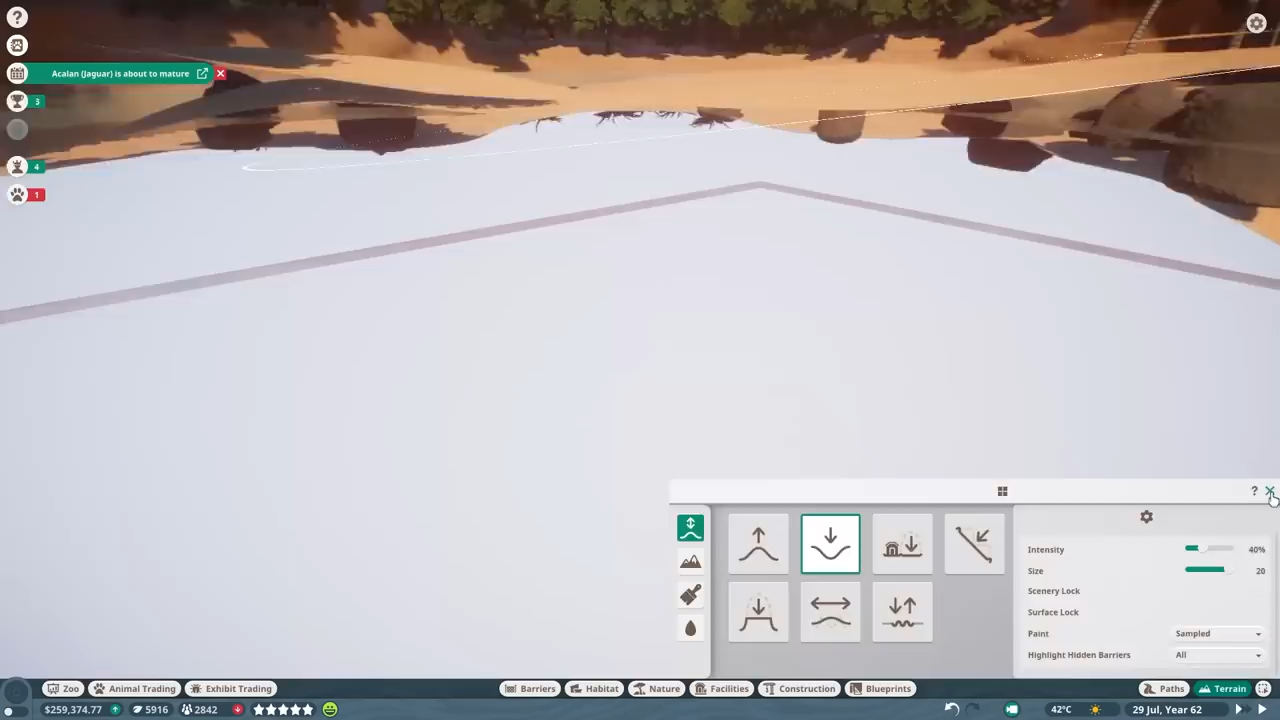 ?
Acalan (Jaguar) is about to mature
3
4
1
?
Intensity 40%
Size 20
Scenery Lock
Surface Lock
Paint Sampled
Highlight Hidden Barriers All
Zoo Animal Trading Exhibit Trading Barriers Habitat Nature Facilities Construction Blueprints Paths Terrain
$259,374.77 5916 2842 42°C 29 Jul, Year 62